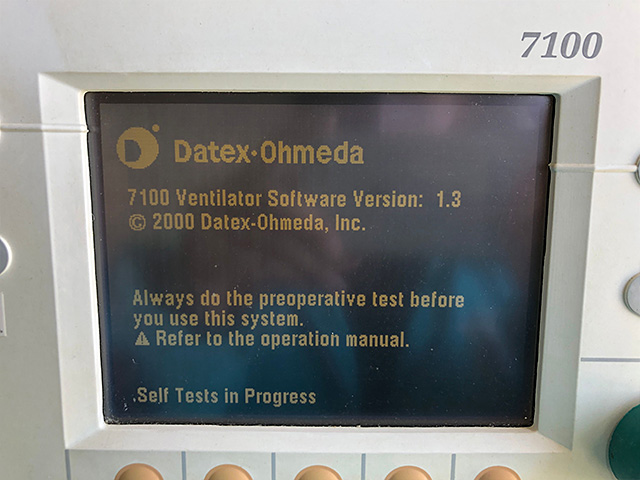 7100
Datex·Ohmeda
7100 Ventilator Software Version: 1.3
© 2000 Datex-Ohmeda, Inc.
Always do the preoperative test before
you use this system.
⚠ Refer to the operation manual.
Self Tests in Progress